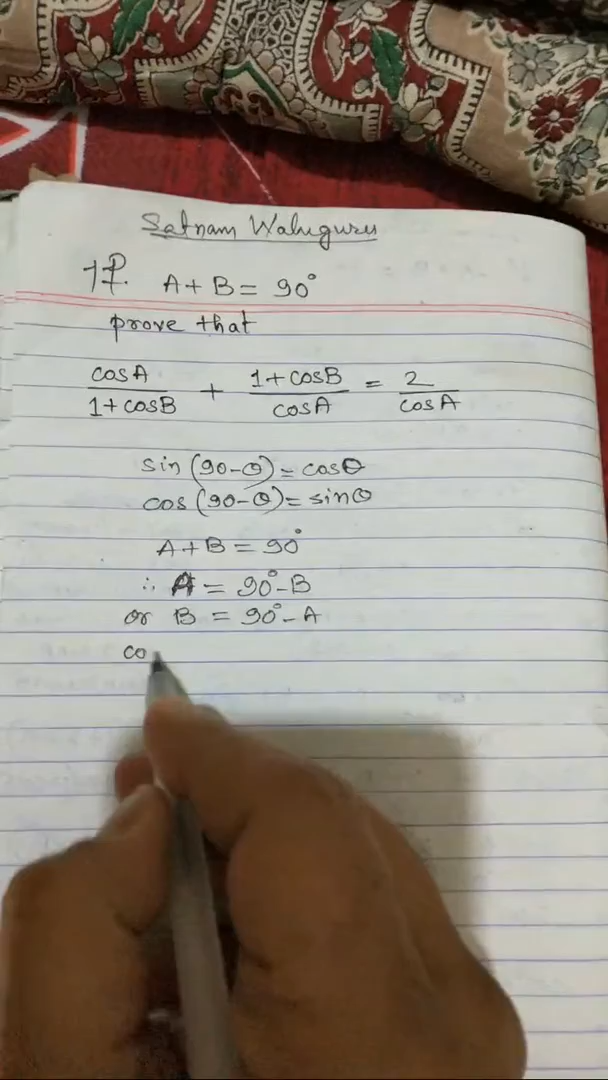 Satnam Waheguru
If. A + B = 90°
prove that
cosA/1+cosB + 1+cosB/cosA = 2/cosA
sin (90-θ) = cosθ
cos (90-θ) = sinθ
A + B = 90°
∴ A = 90° - B
or B = 90° - A
co